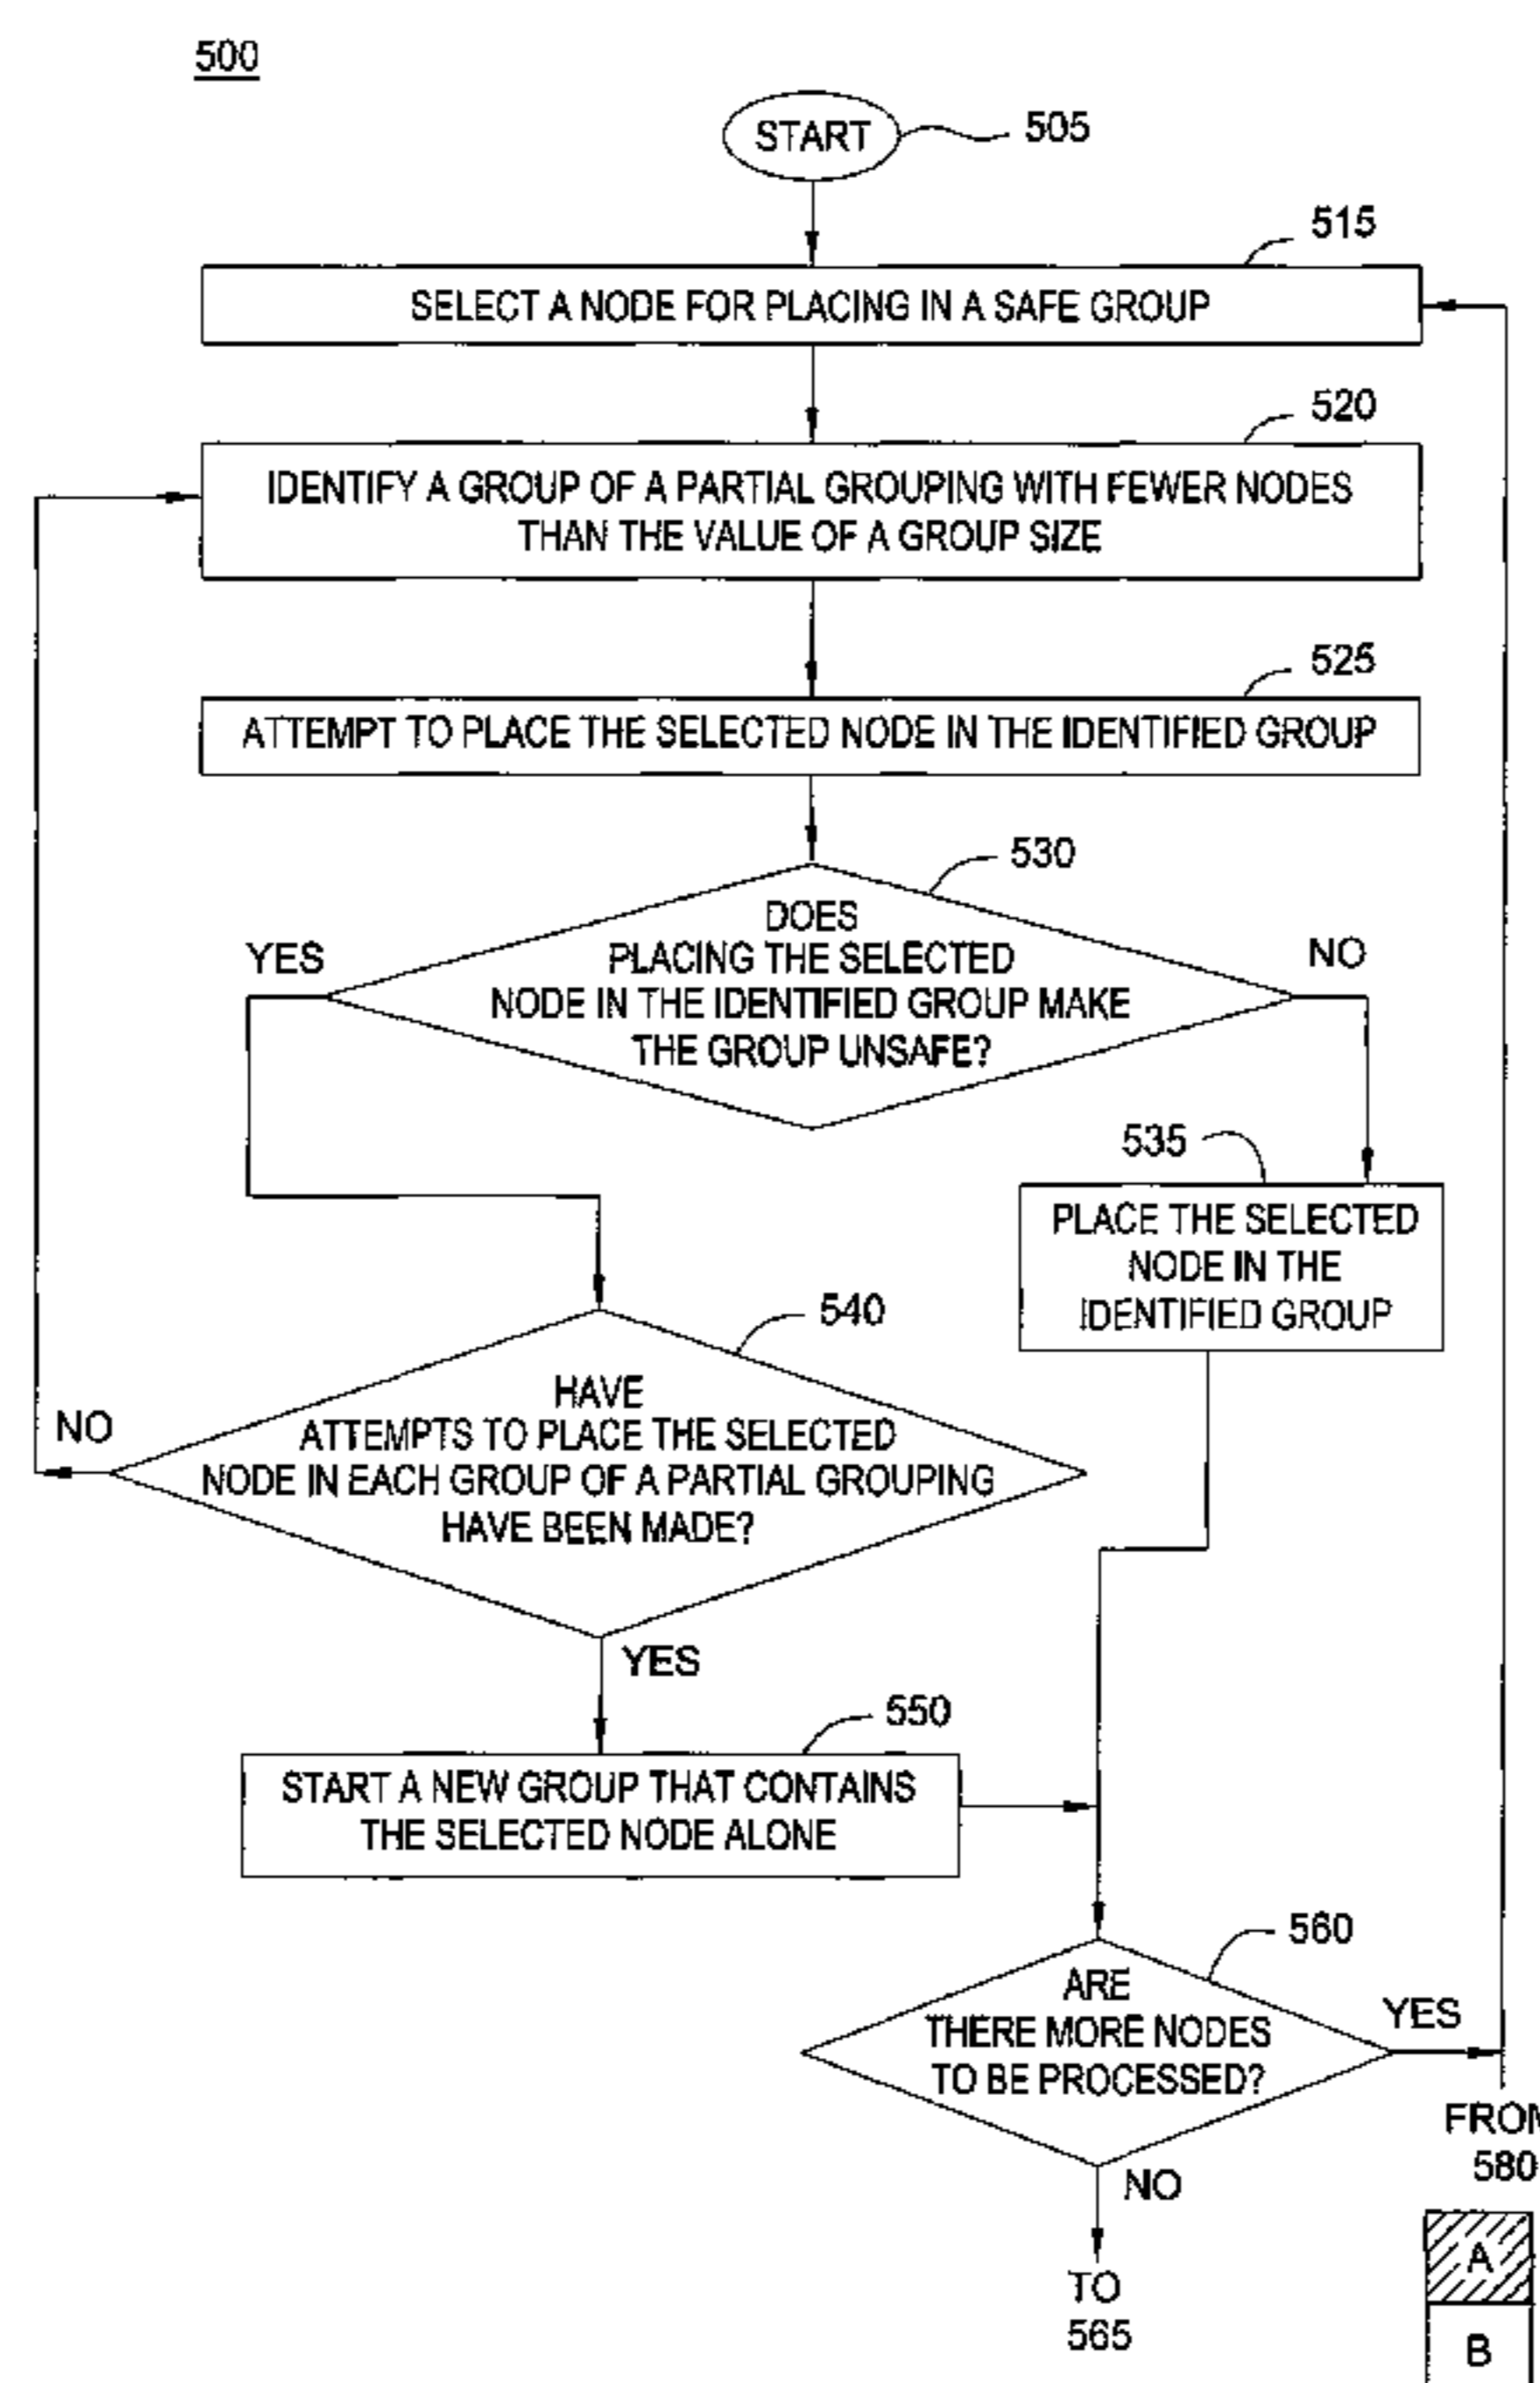 500
START
505
515
SELECT A NODE FOR PLACING IN A SAFE GROUP
520
IDENTIFY A GROUP OF A PARTIAL GROUPING WITH FEWER NODES
THAN THE VALUE OF A GROUP SIZE
525
ATTEMPT TO PLACE THE SELECTED NODE IN THE IDENTIFIED GROUP
530
DOES
PLACING THE SELECTED
NODE IN THE IDENTIFIED GROUP MAKE
THE GROUP UNSAFE?
YES
NO
535
PLACE THE SELECTED
NODE IN THE
IDENTIFIED GROUP
540
HAVE
ATTEMPTS TO PLACE THE SELECTED
NODE IN EACH GROUP OF A PARTIAL GROUPING
HAVE BEEN MADE?
NO
YES
550
START A NEW GROUP THAT CONTAINS
THE SELECTED NODE ALONE
560
ARE
THERE MORE NODES
TO BE PROCESSED?
YES
FROM
580
NO
TO
565
A
B